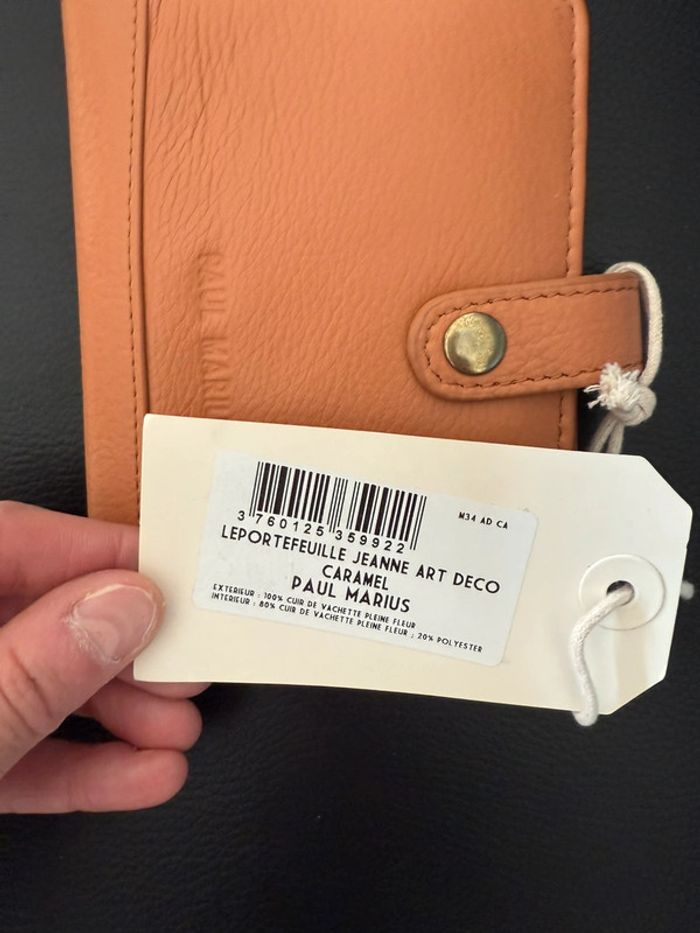 PAUL MARIUS
M34 AD CA
3 760125 359922
LEPORTEFEUILLE JEANNE ART DECO
CARAMEL
PAUL MARIUS
EXTERIEUR : 100% CUIR DE VACHETTE PLEINE FLEUR
INTERIEUR : 80% CUIR DE VACHETTE PLEINE FLEUR ; 20% POLYESTER